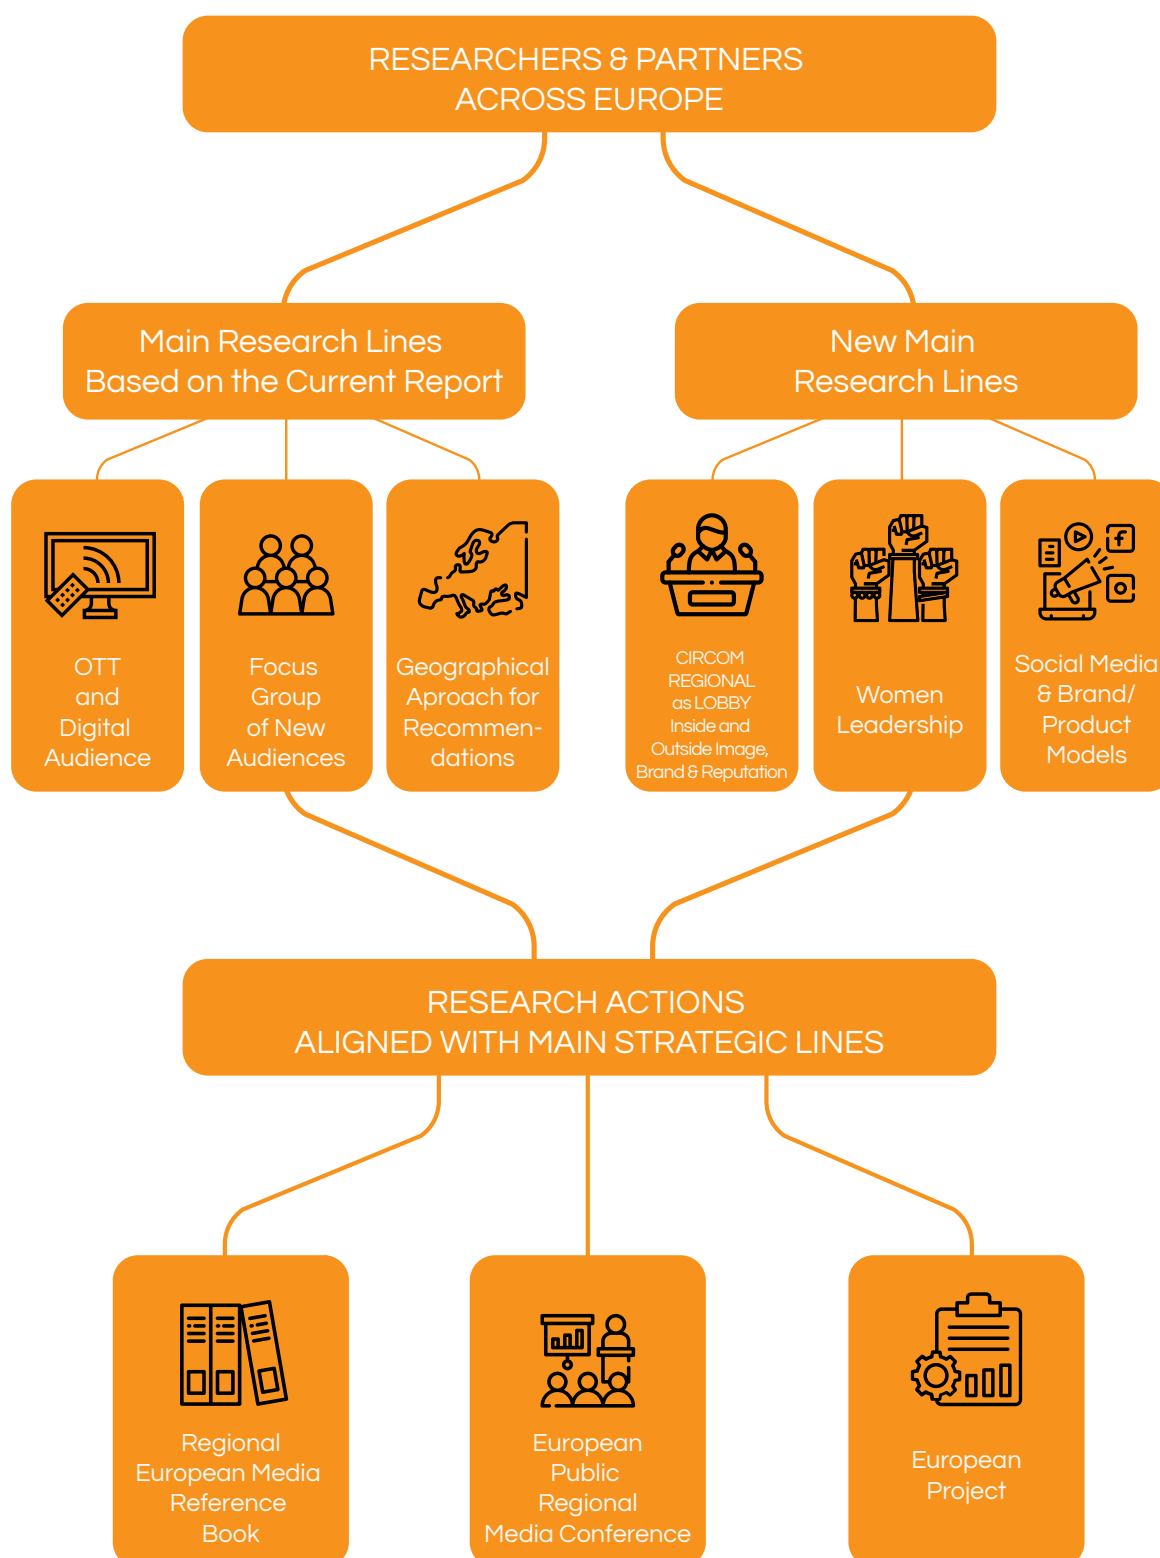 RESEARCHERS & PARTNERS
ACROSS EUROPE
Main Research Lines
Based on the Current Report
New Main
Research Lines
OTT
and
Digital
Audience
Focus
Group
of New
Audiences
Geographical
Aproach for
Recommen-
dations
CIRCOM
REGIONAL
as LOBBY
Inside and
Outside Image,
Brand & Reputation
Women
Leadership
Social Media
& Brand/
Product
Models
RESEARCH ACTIONS
ALIGNED WITH MAIN STRATEGIC LINES
Regional
European Media
Reference
Book
European
Public
Regional
Media Conference
European
Project